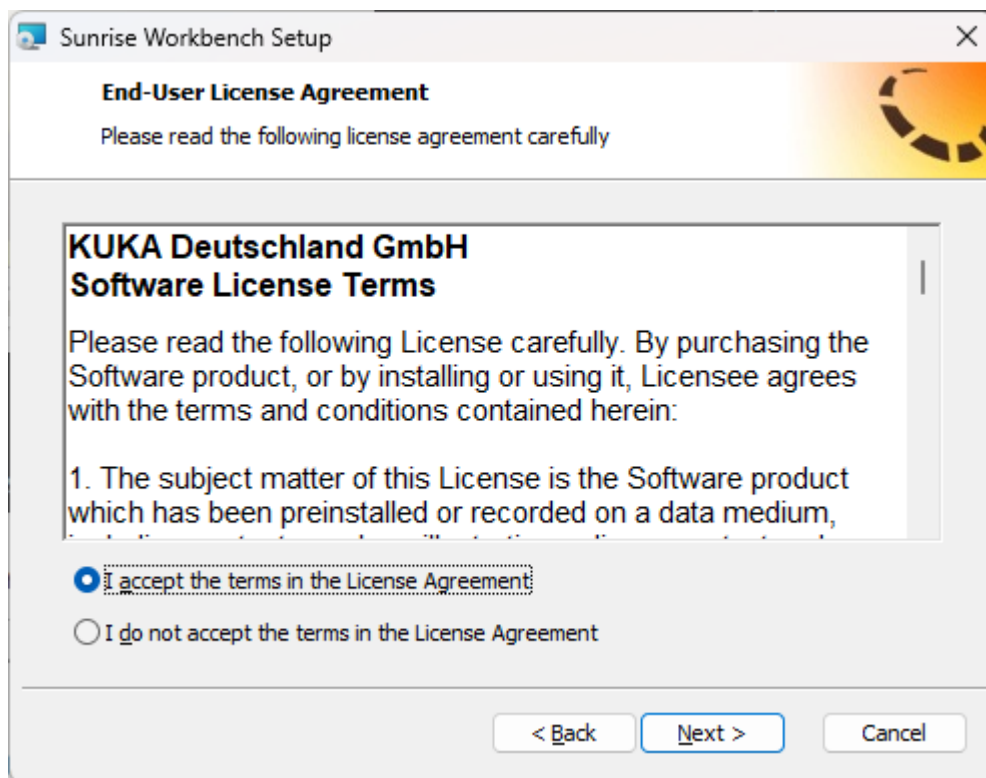 Sunrise Workbench Setup
End-User License Agreement
Please read the following license agreement carefully
KUKA Deutschland GmbH
Software License Terms
Please read the following License carefully. By purchasing the
Software product, or by installing or using it, Licensee agrees
with the terms and conditions contained herein:
1. The subject matter of this License is the Software product
which has been preinstalled or recorded on a data medium,
I accept the terms in the License Agreement
I do not accept the terms in the License Agreement
< Back
Next >
Cancel